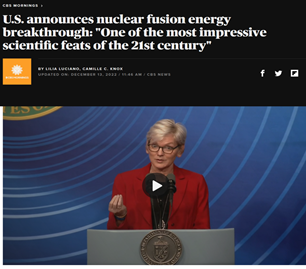 CBS MORNINGS ›
U.S. announces nuclear fusion energy
breakthrough: "One of the most impressive
scientific feats of the 21st century"
BY LILIA LUCIANO, CAMILLE C. KNOX
UPDATED ON: DECEMBER 13, 2022 / 11:46 AM / CBS NEWS